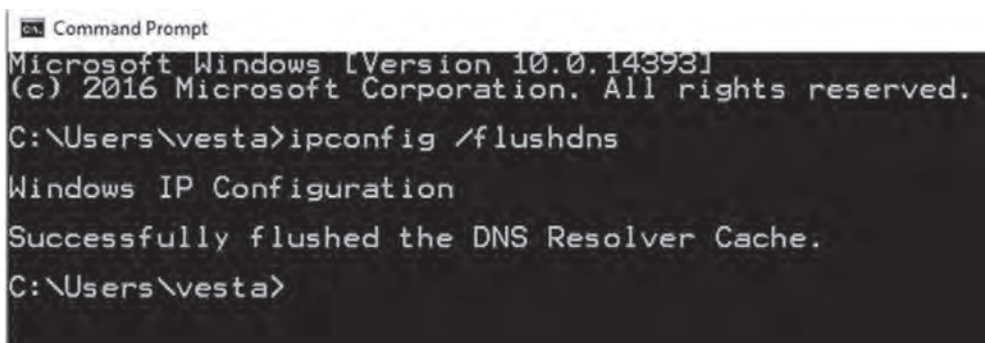 Command Prompt
Microsoft Windows [Version 10.0.14393]
(c) 2016 Microsoft Corporation. All rights reserved.
C:\Users\vesta>ipconfig /flushdns
Windows IP Configuration
Successfully flushed the DNS Resolver Cache.
C:\Users\vesta>